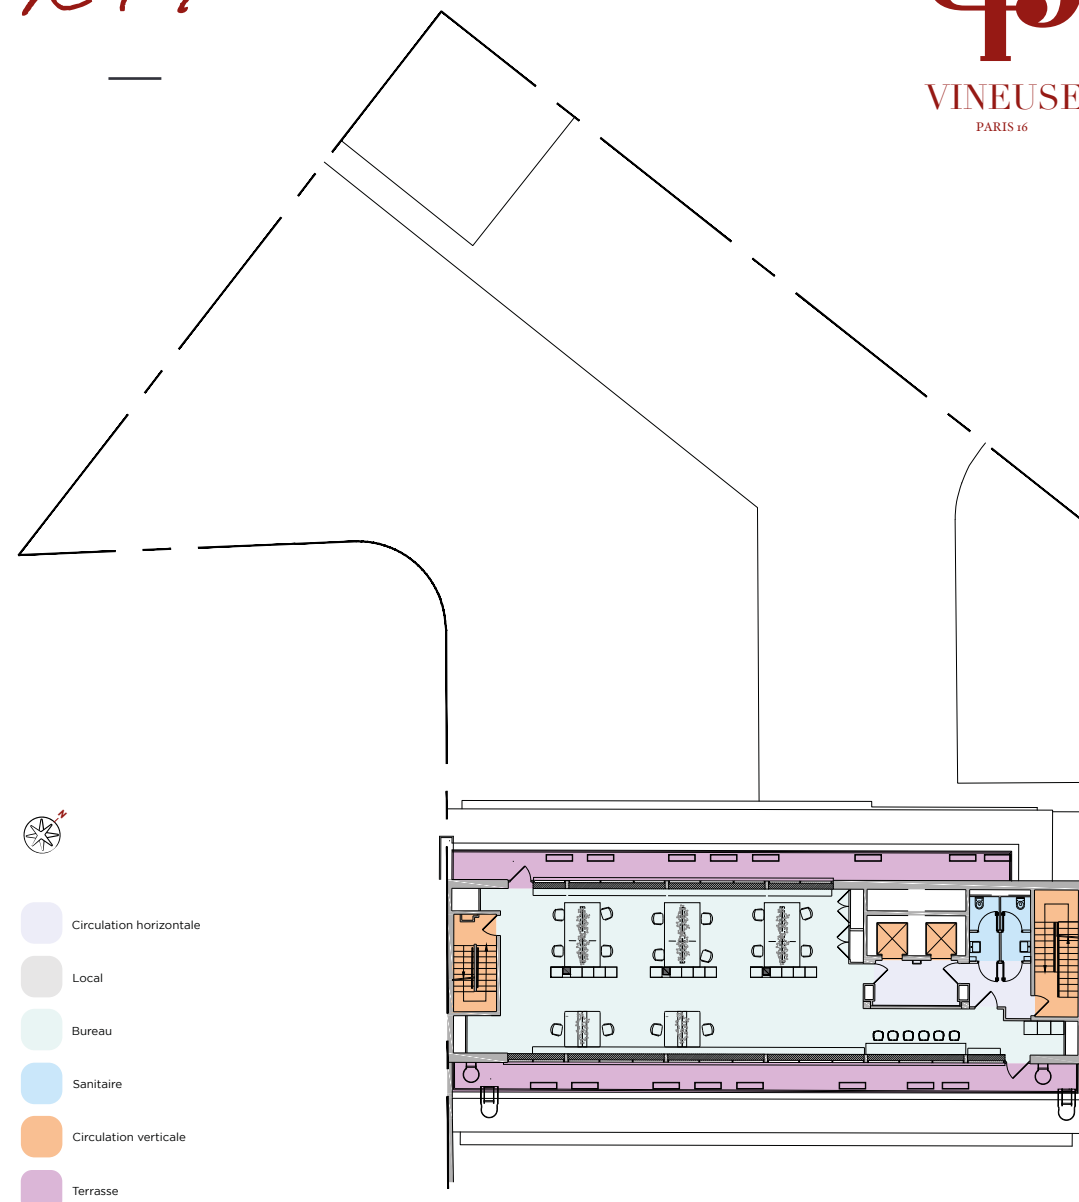 VINEUSE
PARIS 16
N
Circulation horizontale
Local
Bureau
Sanitaire
Circulation verticale
Terrasse